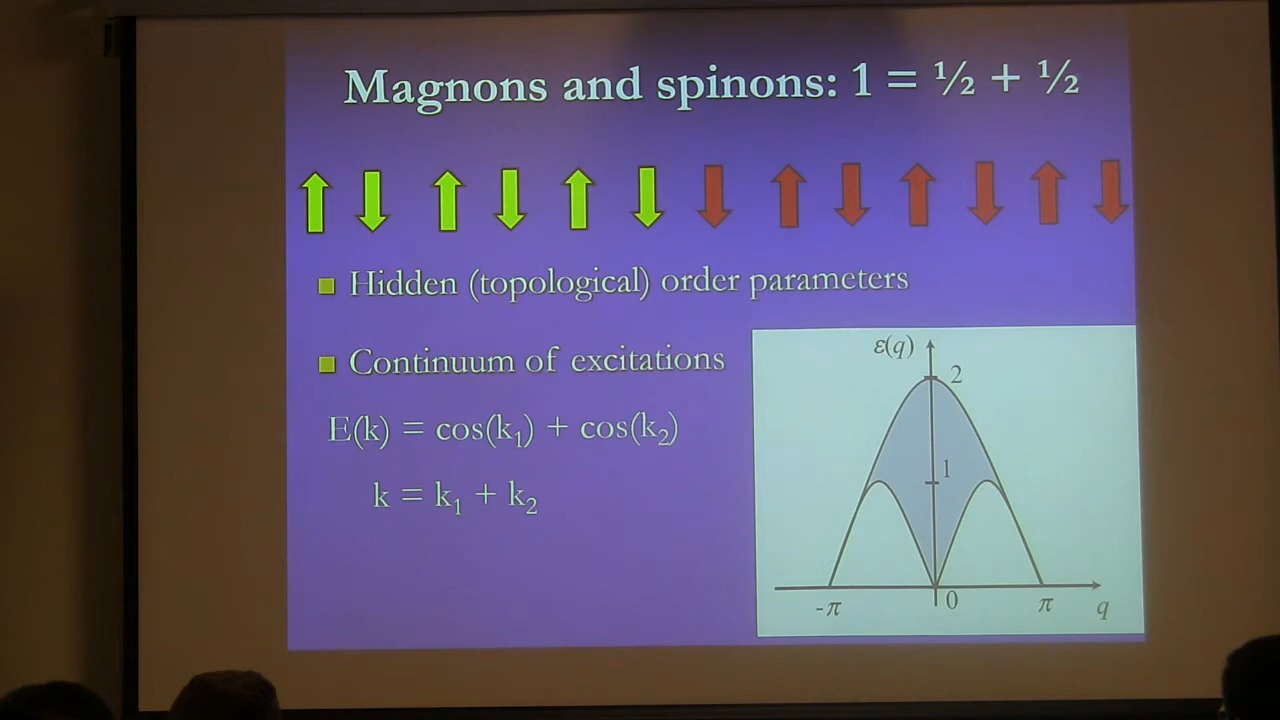 Magnons and spinons: 1 = ½ + ½
Hidden (topological) order parameters
Continuum of excitations
E(k) = cos(k₁) + cos(k₂)
k = k₁ + k₂
ε(q)
2
1
-π
0
π
q